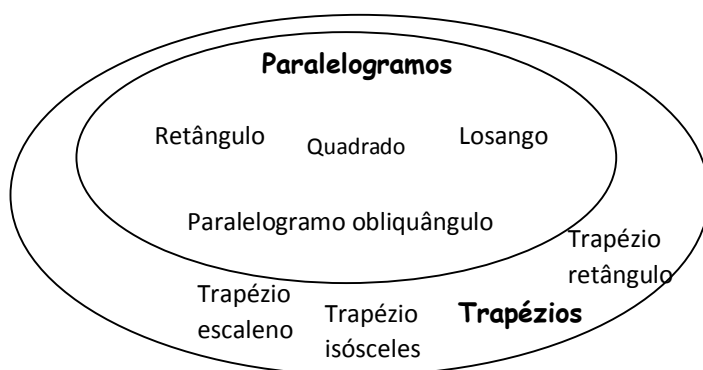 Paralelogramos
Retângulo
Quadrado
Losango
Paralelogramo obliquângulo
Trapézio
retângulo
Trapézio
escaleno
Trapézio
isósceles
Trapézios